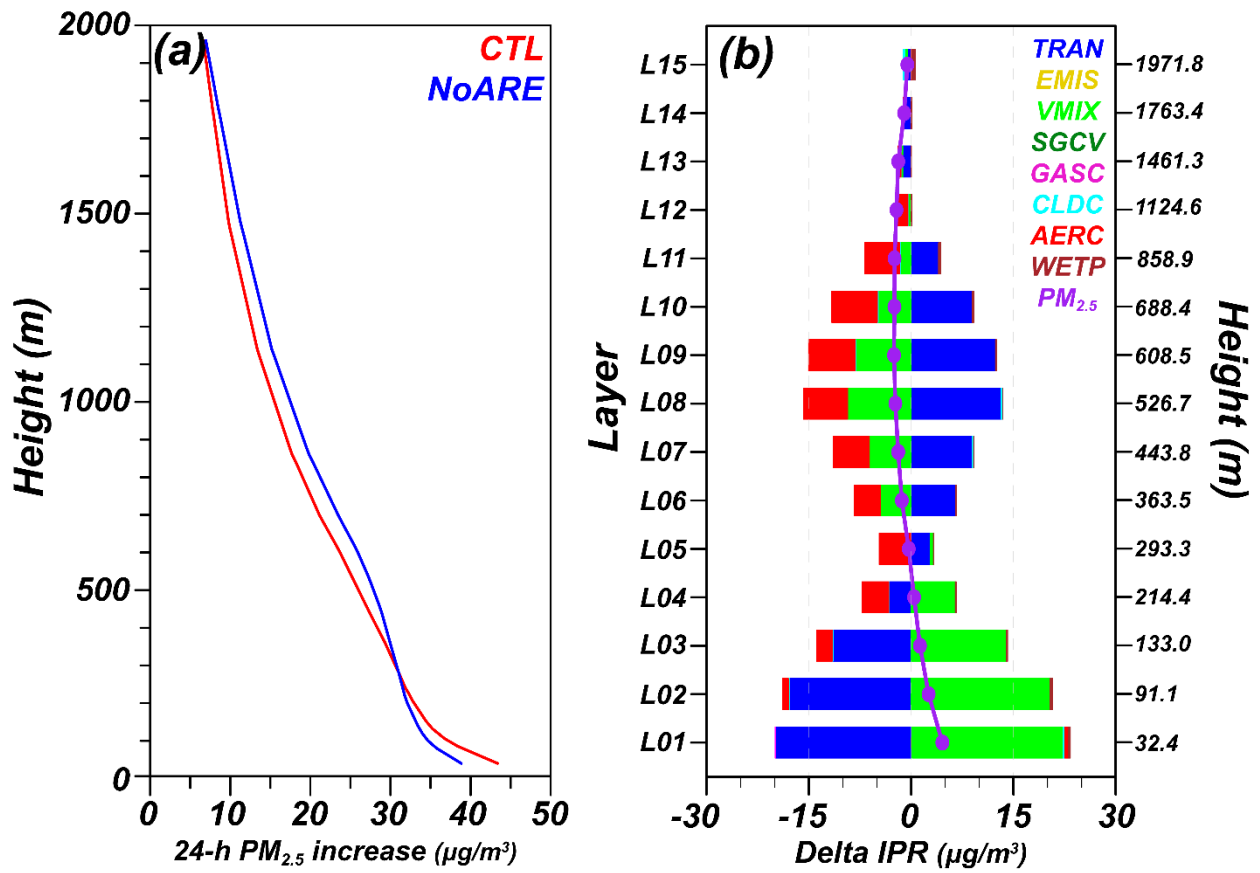 (a)
CTL
NoARE
2000
1500
1000
500
0
Height (m)
0 10 20 30 40 50
24-h PM2.5 increase (µg/m³)
(b)
TRAN
EMIS
VMIX
SGCV
GASC
CLDC
AERC
WETP
PM2.5
Layer
L15
L14
L13
L12
L11
L10
L09
L08
L07
L06
L05
L04
L03
L02
L01
1971.8
1763.4
1461.3
1124.6
858.9
688.4
608.5
526.7
443.8
363.5
293.3
214.4
133.0
91.1
32.4
Height (m)
-30 -15 0 15 30
Delta IPR (µg/m³)